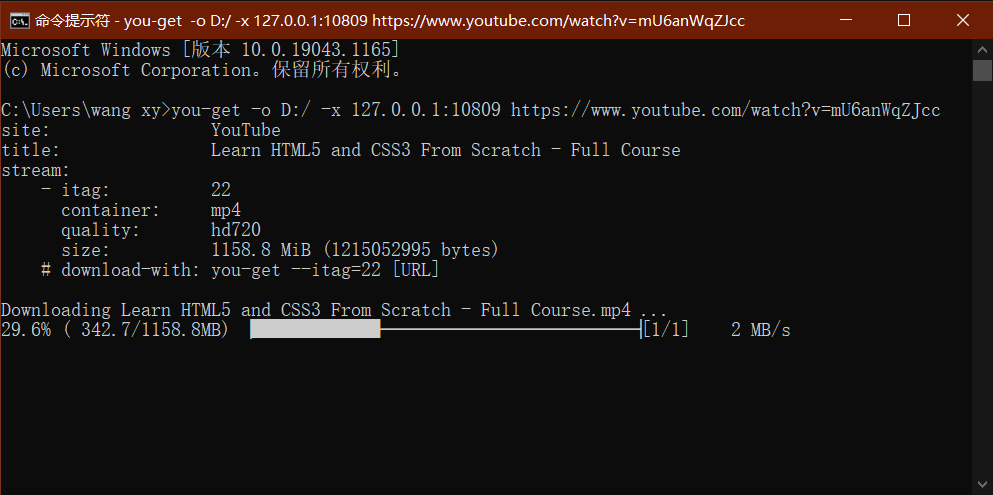 命令提示符 - you-get  -o D:/ -x 127.0.0.1:10809 https://www.youtube.com/watch?v=mU6anWqZJcc
Microsoft Windows [版本 10.0.19043.1165]
(c) Microsoft Corporation。保留所有权利。
C:\Users\wang xy>you-get -o D:/ -x 127.0.0.1:10809 https://www.youtube.com/watch?v=mU6anWqZJcc
site:                YouTube
title:               Learn HTML5 and CSS3 From Scratch - Full Course
stream:
    - itag:          22
      container:     mp4
      quality:       hd720
      size:          1158.8 MiB (1215052995 bytes)
    # download-with: you-get --itag=22 [URL]
Downloading Learn HTML5 and CSS3 From Scratch - Full Course.mp4 ...
29.6% ( 342.7/1158.8MB) [1/1]    2 MB/s